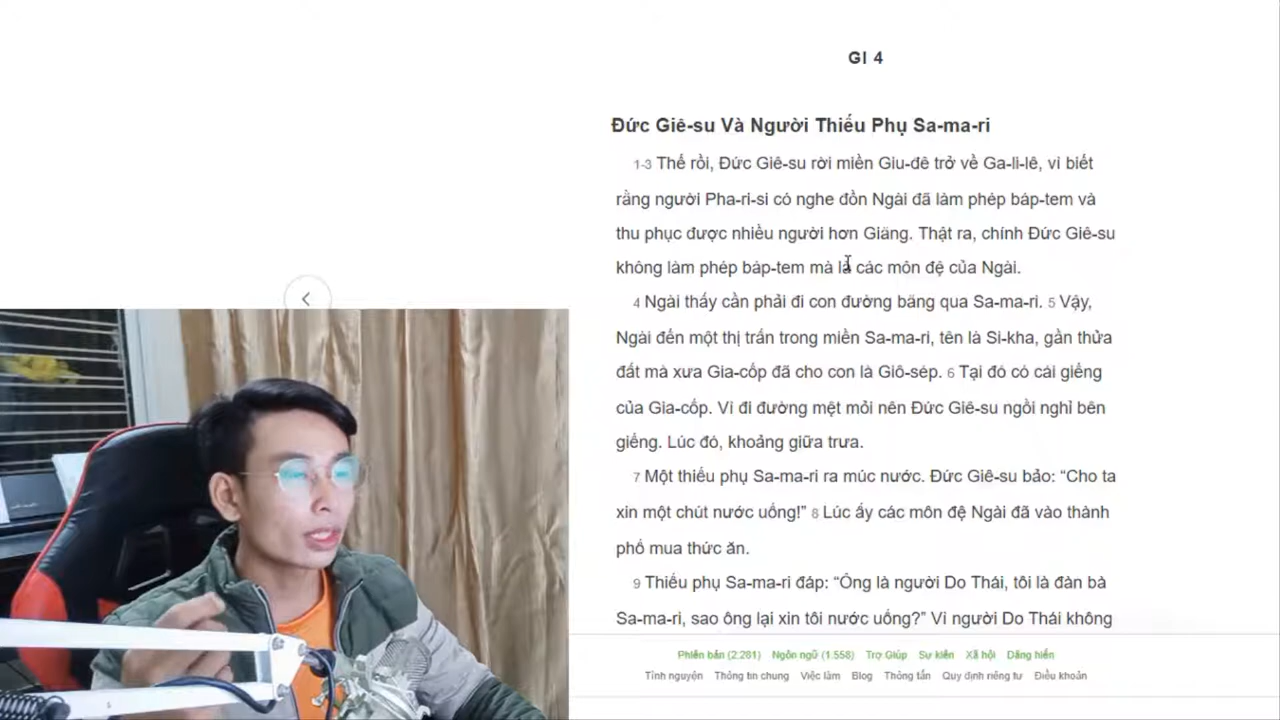 GI 4
Đức Giê-su Và Người Thiếu Phụ Sa-ma-ri
1-3 Thế rồi, Đức Giê-su rời miền Giu-đê trở về Ga-li-lê, vì biết
rằng người Pha-ri-si có nghe đồn Ngài đã làm phép báp-tem và
thu phục được nhiều người hơn Giăng. Thật ra, chính Đức Giê-su
không làm phép báp-tem mà là các môn đệ của Ngài.
4 Ngài thấy cần phải đi con đường băng qua Sa-ma-ri. 5 Vậy,
Ngài đến một thị trấn trong miền Sa-ma-ri, tên là Si-kha, gần thửa
đất mà xưa Gia-cốp đã cho con là Giô-sép. 6 Tại đó có cái giếng
của Gia-cốp. Vì đi đường mệt mỏi nên Đức Giê-su ngồi nghỉ bên
giếng. Lúc đó, khoảng giữa trưa.
7 Một thiếu phụ Sa-ma-ri ra múc nước. Đức Giê-su bảo: “Cho ta
xin một chút nước uống!” 8 Lúc ấy các môn đệ Ngài đã vào thành
phố mua thức ăn.
9 Thiếu phụ Sa-ma-ri đáp: “Ông là người Do Thái, tôi là đàn bà
Sa-ma-ri, sao ông lại xin tôi nước uống?” Vì người Do Thái không
Phiên bản (2.281) Ngôn ngữ (1.558) Trợ Giúp Sự kiện Xã hội Dâng hiến
Tình nguyện Thông tin chung Việc làm Blog Thông tấn Quy định riêng tư Điều khoản